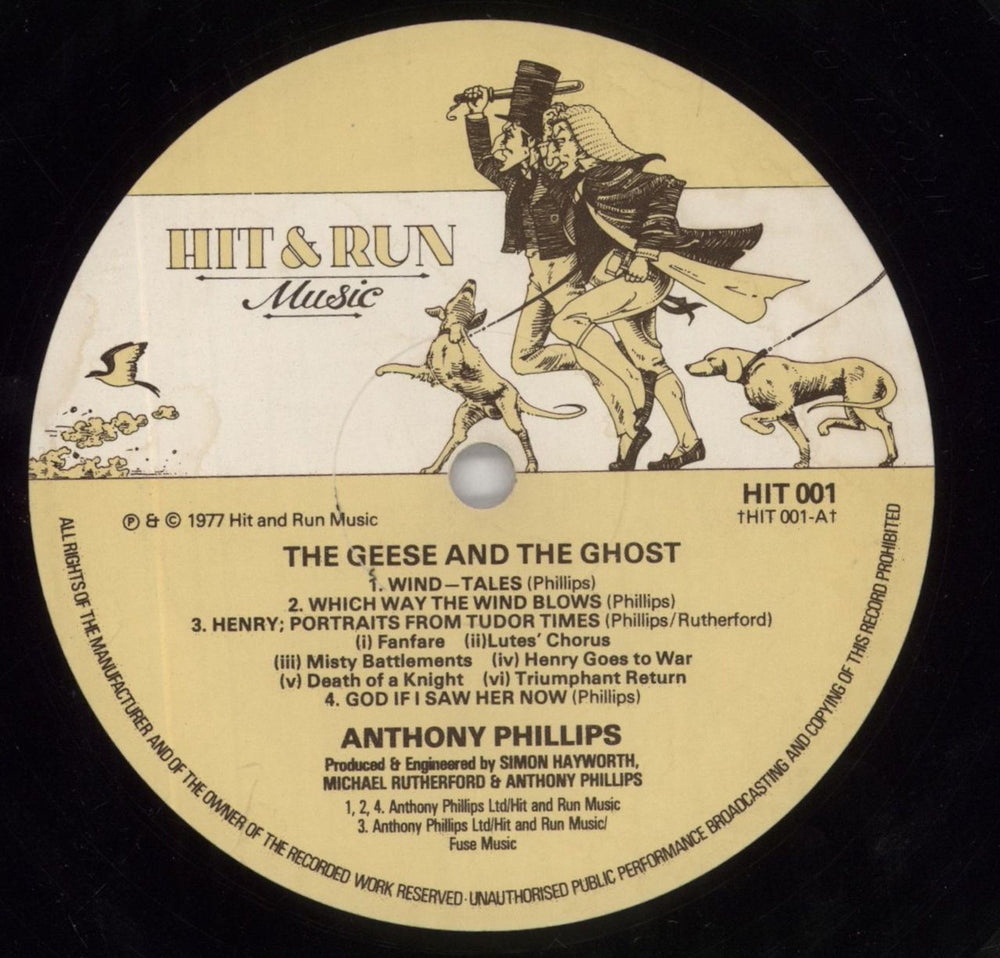 HIT & RUN
Music
HIT 001
†HIT 001-A†
℗ & © 1977 Hit and Run Music
THE GEESE AND THE GHOST
1. WIND—TALES (Phillips)
2. WHICH WAY THE WIND BLOWS (Phillips)
3. HENRY; PORTRAITS FROM TUDOR TIMES (Phillips/Rutherford)
(i) Fanfare (ii)Lutes' Chorus
(iii) Misty Battlements (iv) Henry Goes to War
(v) Death of a Knight (vi) Triumphant Return
4. GOD IF I SAW HER NOW (Phillips)
ANTHONY PHILLIPS
Produced & Engineered by SIMON HAYWORTH,
MICHAEL RUTHERFORD & ANTHONY PHILLIPS
1, 2, 4. Anthony Phillips Ltd/Hit and Run Music
3. Anthony Phillips Ltd/Hit and Run Music/
Fuse Music
ALL RIGHTS OF THE MANUFACTURER AND OF THE OWNER OF THE RECORDED WORK RESERVED · UNAUTHORISED PUBLIC PERFORMANCE BROADCASTING AND COPYING OF THIS RECORD PROHIBITED